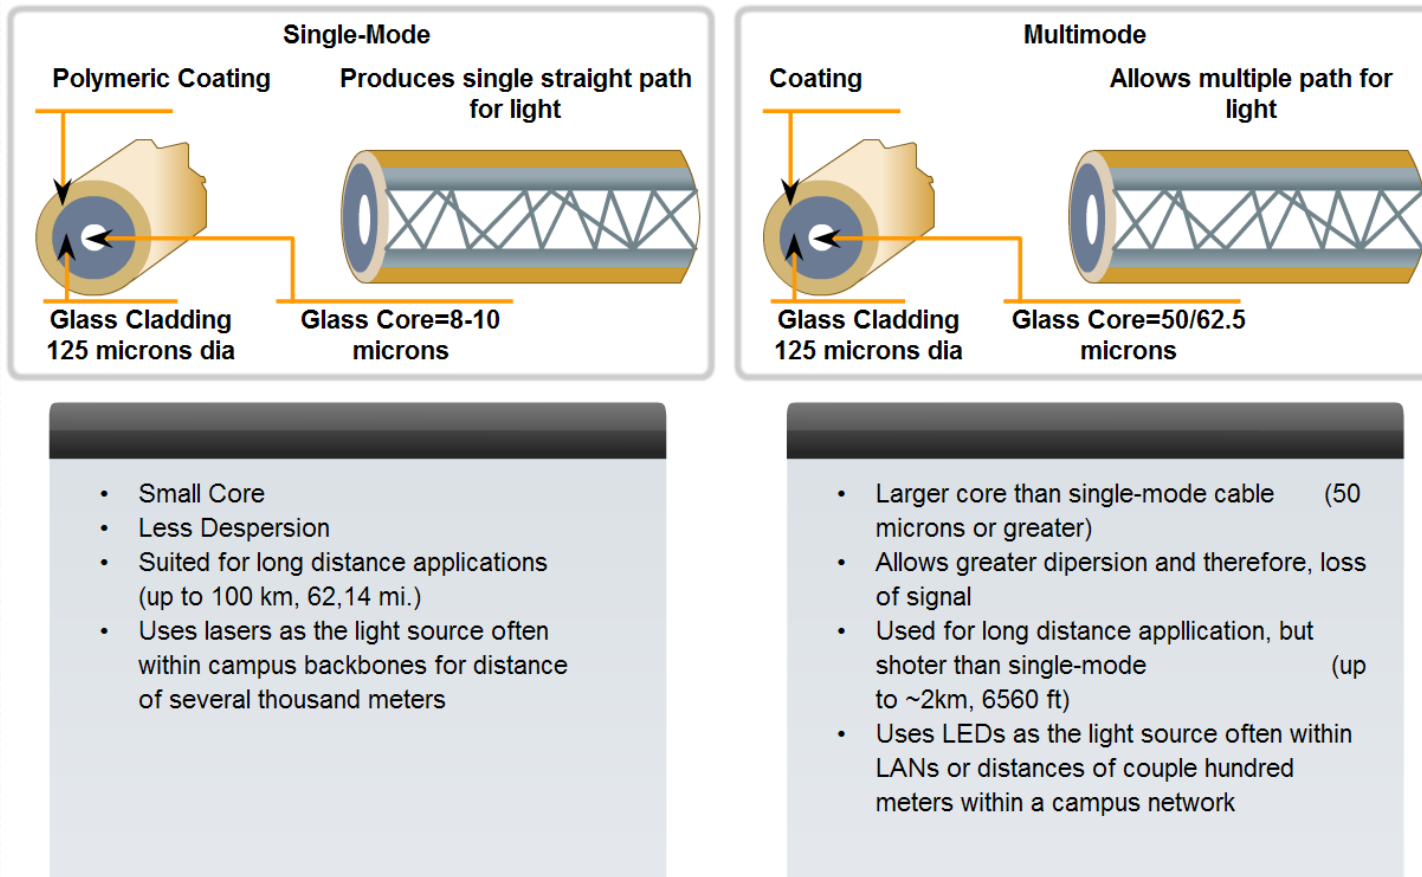 Single-Mode
Polymeric Coating
Produces single straight path
for light
Glass Cladding
125 microns dia
Glass Core=8-10
microns
Multimode
Coating
Allows multiple path for
light
Glass Cladding
125 microns dia
Glass Core=50/62.5
microns
• Small Core
• Less Despersion
• Suited for long distance applications
(up to 100 km, 62,14 mi.)
• Uses lasers as the light source often
within campus backbones for distance
of several thousand meters
• Larger core than single-mode cable (50
microns or greater)
• Allows greater dipersion and therefore, loss
of signal
• Used for long distance appllication, but
shoter than single-mode (up
to ~2km, 6560 ft)
• Uses LEDs as the light source often within
LANs or distances of couple hundred
meters within a campus network